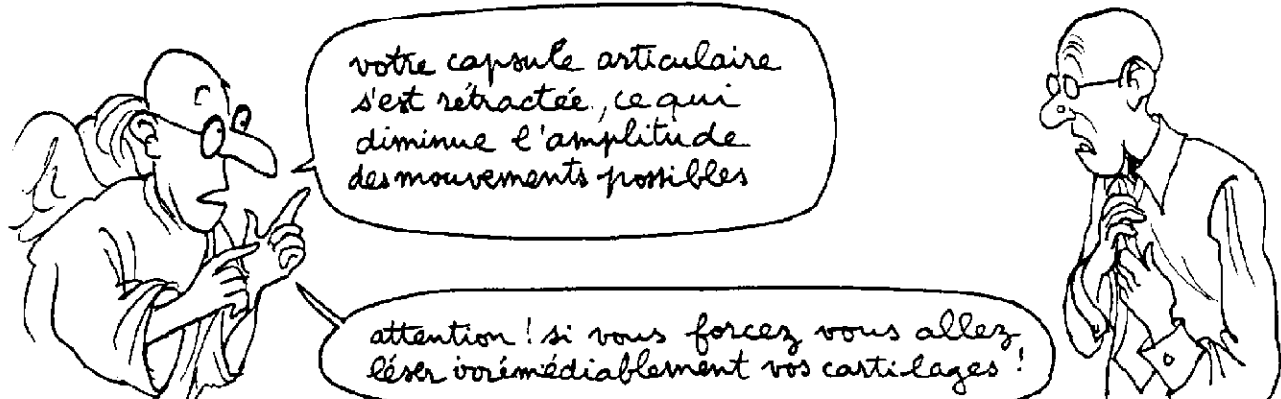 votre capsule articulaire
s'est rétractée, ce qui
diminue l'amplitude
des mouvements possibles
attention ! si vous forcez vous allez
léser irrémédiablement vos cartilages !